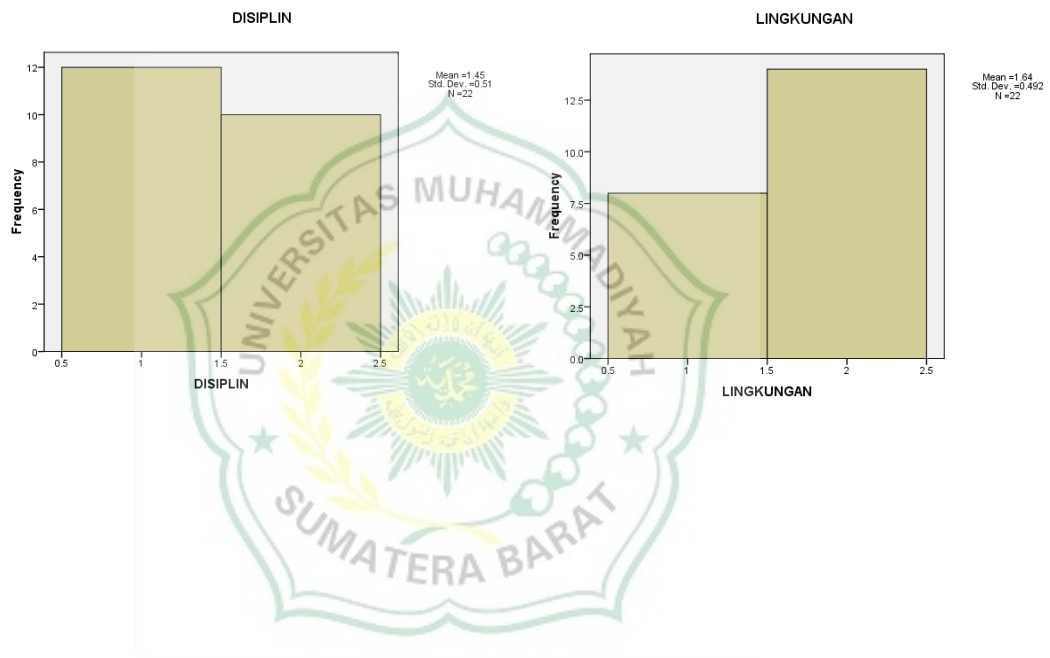 DISIPLIN
Mean =1.45
Std. Dev. =0.51
N =22
Frequency
12
10
8
6
4
2
0
0.5 1 1.5 2 2.5
DISIPLIN
LINGKUNGAN
Mean =1.64
Std. Dev. =0.492
N =22
Frequency
12.5
10.0
7.5
5.0
2.5
0.0
0.5 1 1.5 2 2.5
LINGKUNGAN
UNIVERSITAS MUHAMMADIYAH
SUMATERA BARAT